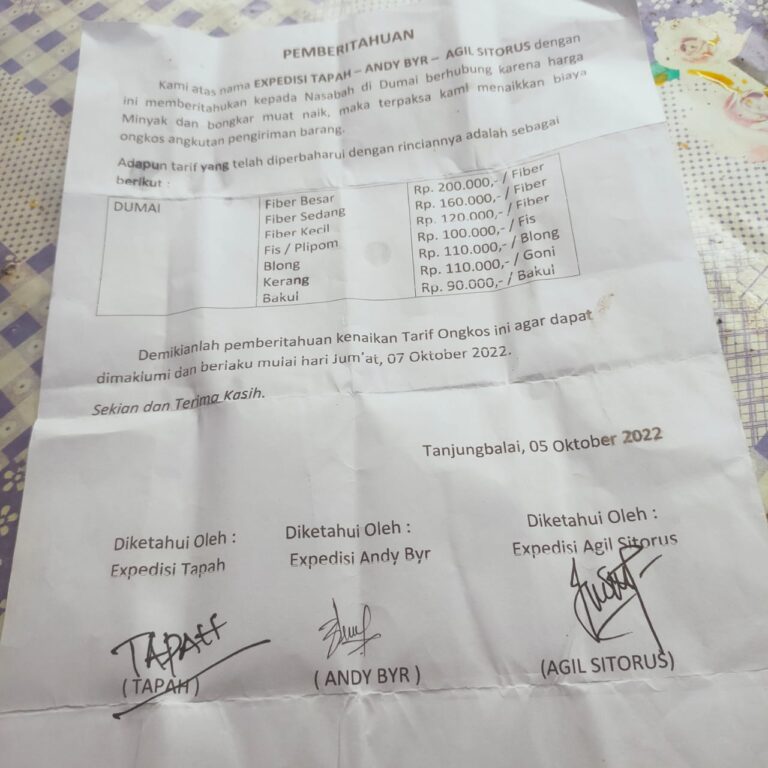 PEMBERITAHUAN
Kami atas nama EXPEDISI TAPAH – ANDY BYR – AGIL SITORUS dengan
ini memberitahukan kepada Nasabah di Dumai berhubung karena harga
Minyak dan bongkar muat naik, maka terpaksa kami menaikkan biaya
ongkos angkutan pengiriman barang.
Adapun tarif yang telah diperbaharui dengan rinciannya adalah sebagai
berikut :
DUMAI
Fiber Besar Rp. 200.000,- / Fiber
Fiber Sedang Rp. 160.000,- / Fiber
Fiber Kecil Rp. 120.000,- / Fiber
Fis / Plipom Rp. 100.000,- / Fis
Blong Rp. 110.000,- / Blong
Kerang Rp. 110.000,- / Goni
Bakul Rp. 90.000,- / Bakul
Demikianlah pemberitahuan kenaikan Tarif Ongkos ini agar dapat
dimaklumi dan berlaku mulai hari Jum'at, 07 Oktober 2022.
Sekian dan Terima Kasih.
Tanjungbalai, 05 Oktober 2022
Diketahui Oleh : Diketahui Oleh : Diketahui Oleh :
Expedisi Tapah Expedisi Andy Byr Expedisi Agil Sitorus
TAPAH
( TAPAH ) ( ANDY BYR ) (AGIL SITORUS)